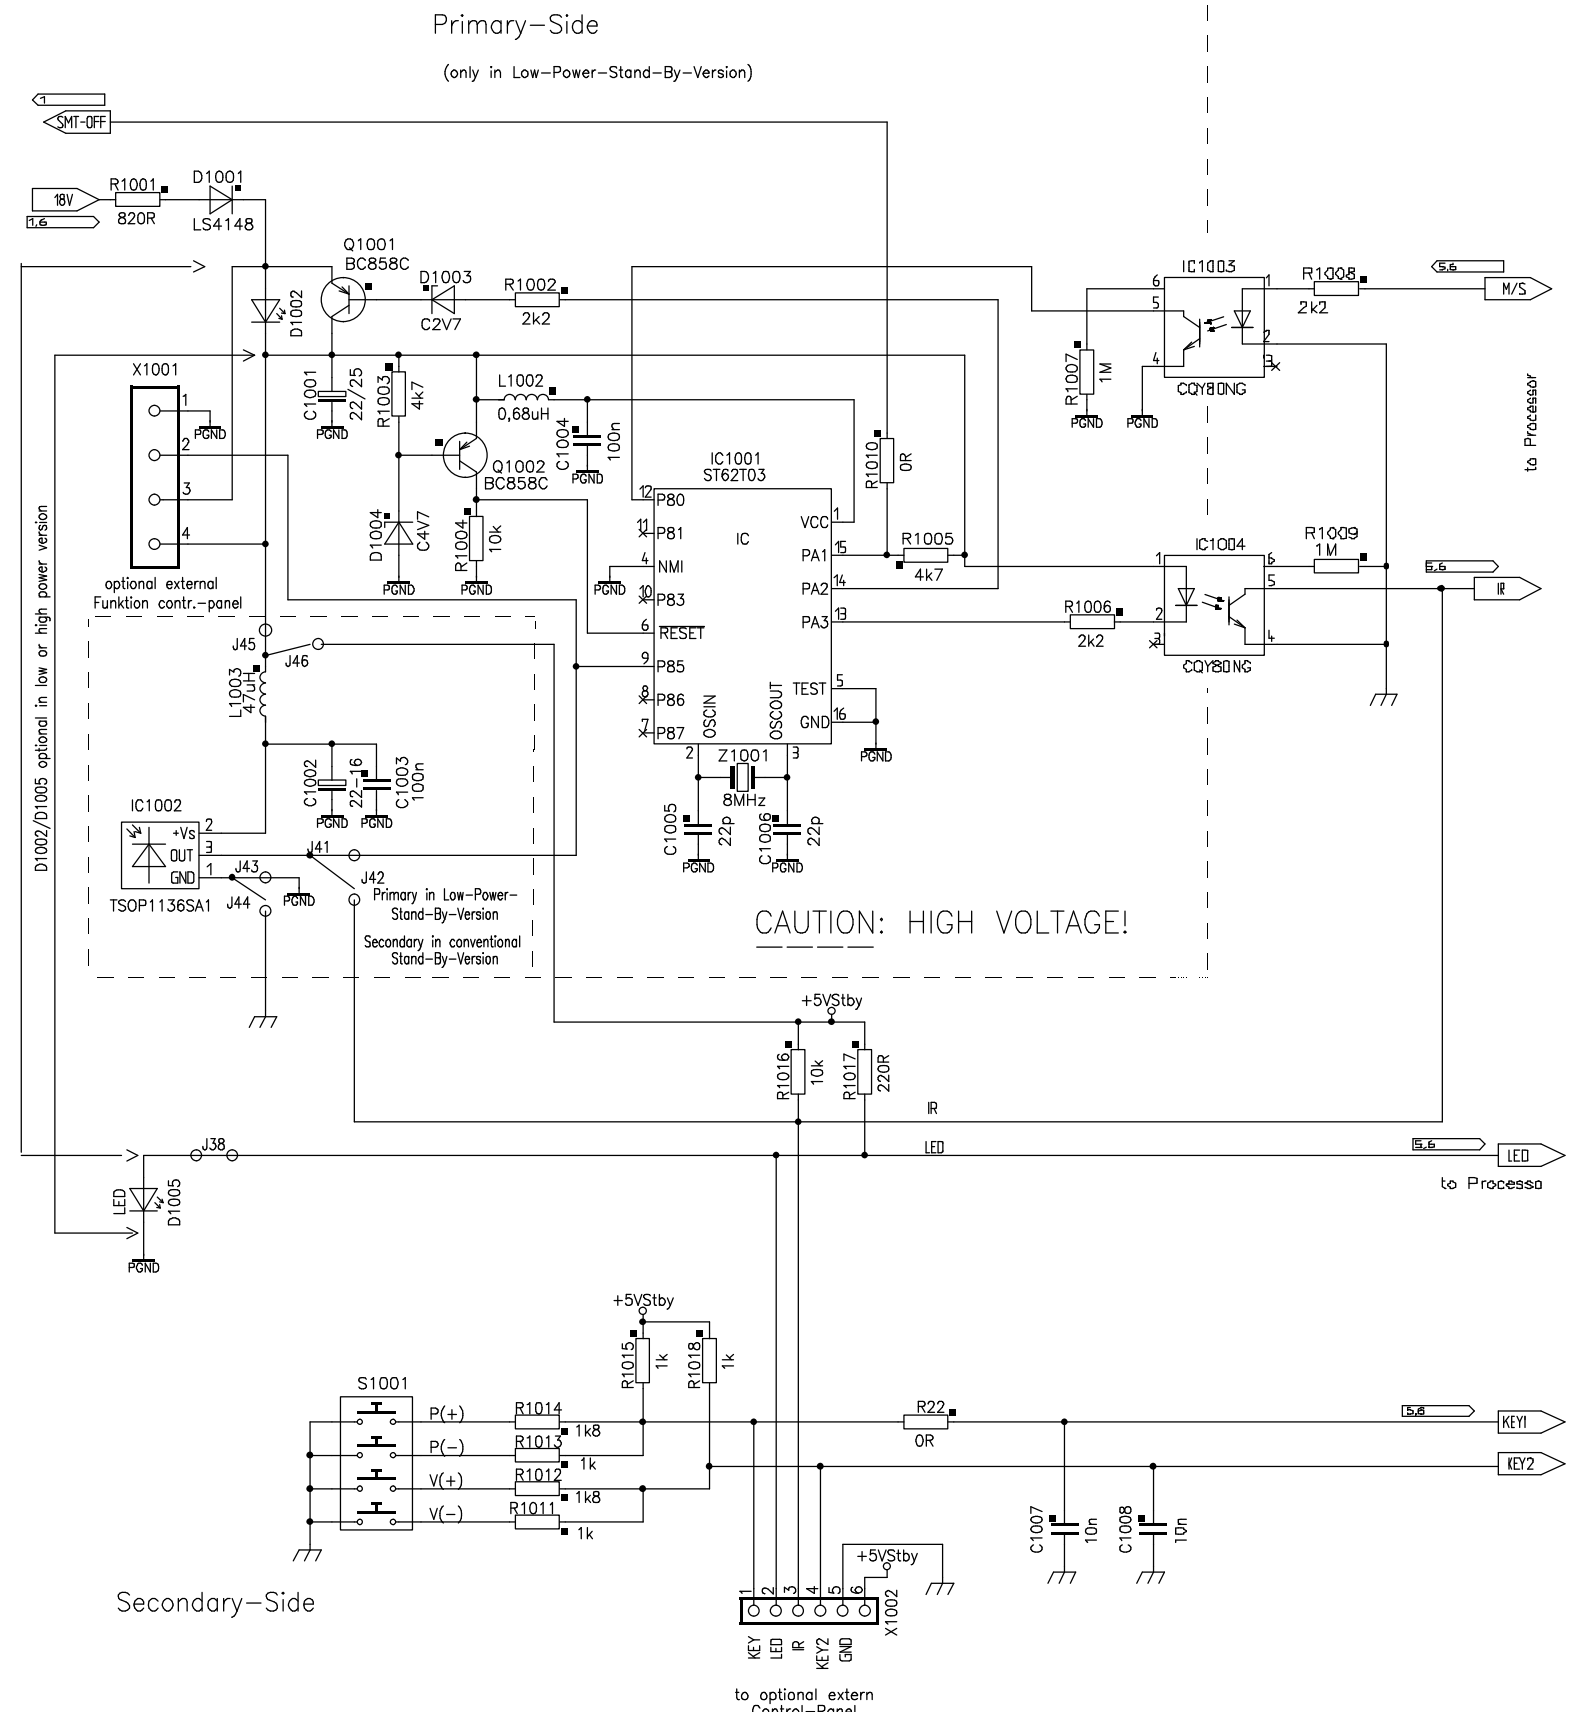 Primary-Side
(only in Low-Power-Stand-By-Version)
1
SMT-OFF
18V
1,6
R1001
820R
D1001
LS4148
Q1001
BC858C
D1002
D1003
C2V7
R1002
2k2
X1001
1
PGND
2
3
4
optional external
Funktion contr.-panel
C1001
22/25
PGND
R1003
4k7
L1002
0,68uH
C1004
100n
PGND
Q1002
BC858C
D1004
C4V7
PGND
R1004
10k
PGND
IC1001
ST62T03
IC
12 P80
11 P81
4 NMI
PGND
10 P83
6 RESET
9 P85
8 P86
7 P87
VCC 1
PA1 15
PA2 14
PA3 13
TEST 5
GND 16
PGND
OSCIN
OSCOUT
2
3
Z1001
8MHz
C1005
22p
PGND
C1006
22p
PGND
R1010
0R
R1005
4k7
R1006
2k2
IC1003
6
5
4
1
2
3
CQY80NG
R1007
1M
PGND
PGND
R1008
2k2
5,6
M/S
to Processor
IC1004
1
2
3
6
5
4
CQY80NG
R1009
1M
5,6
IR
D1002/D1005 optional in low or high power version
J45
J46
L1003
47uH
C1002
22-16
PGND
C1003
100n
PGND
IC1002
+Vs 2
OUT 3
GND 1
TSOP1136SA1
J41
J42
J43
J44
PGND
Primary in Low-Power-
Stand-By-Version
Secondary in conventional
Stand-By-Version
CAUTION: HIGH VOLTAGE!
+5VStby
R1016
10k
R1017
220R
IR
LED
J38
5,6
LED
to Processo
LED
D1005
PGND
+5VStby
R1015
1k
R1018
1k
S1001
P(+)
R1014
1k8
P(-)
R1013
1k
V(+)
R1012
1k8
V(-)
R1011
1k
R22
0R
5,6
KEY1
KEY2
C1007
10n
C1008
10n
+5VStby
1
2
3
4
5
6
X1002
KEY
LED
IR
KEY2
GND
Secondary-Side
to optional extern
Control-Panel